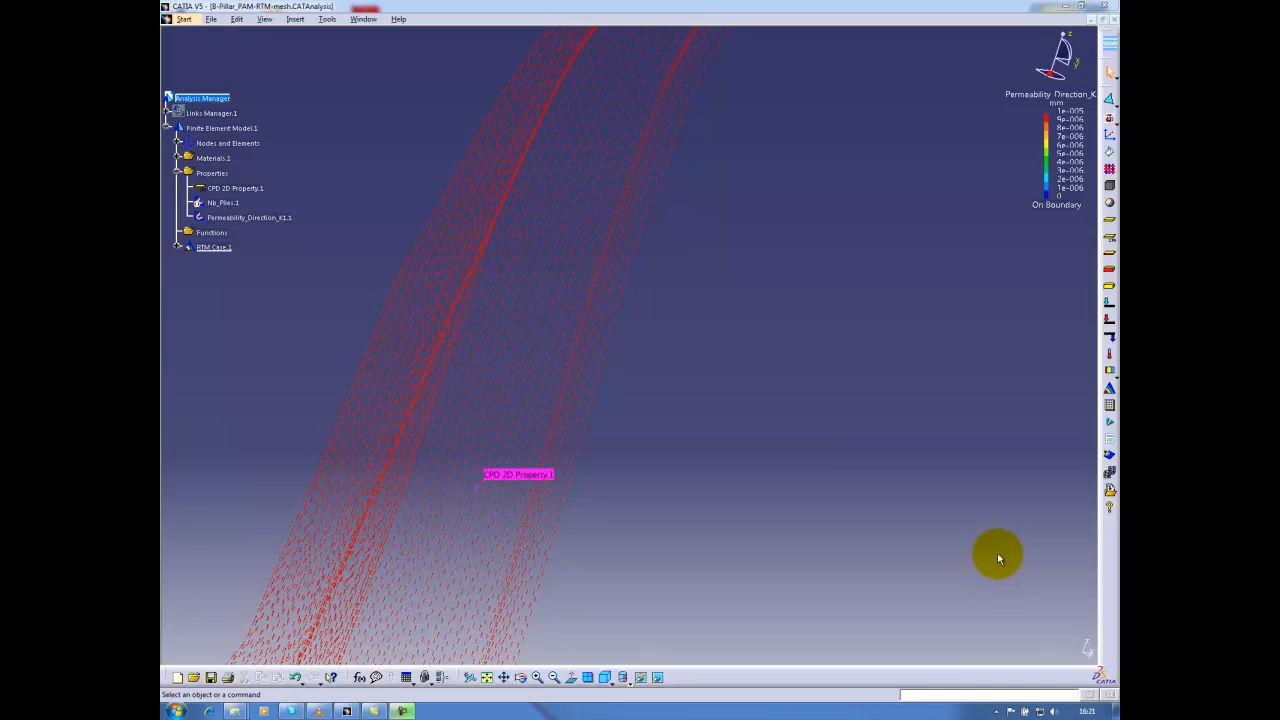 CATIA V5 - [B-Pillar_PAM-RTM-mesh.CATAnalysis]
Start File Edit View Insert Tools Window Help
z
x
y
Analysis Manager
Links Manager.1
Finite Element Model.1
Nodes and Elements
Materials.1
Properties
CPD 2D Property.1
Nb_Plies.1
Permeability_Direction_K1.1
Functions
RTM Case.1
Permeability_Direction_K
mm
1e-005
9e-006
8e-006
7e-006
6e-006
5e-006
4e-006
3e-006
2e-006
1e-006
0
On Boundary
CPD 2D Property.1
CATIA
Select an object or a command
16:21